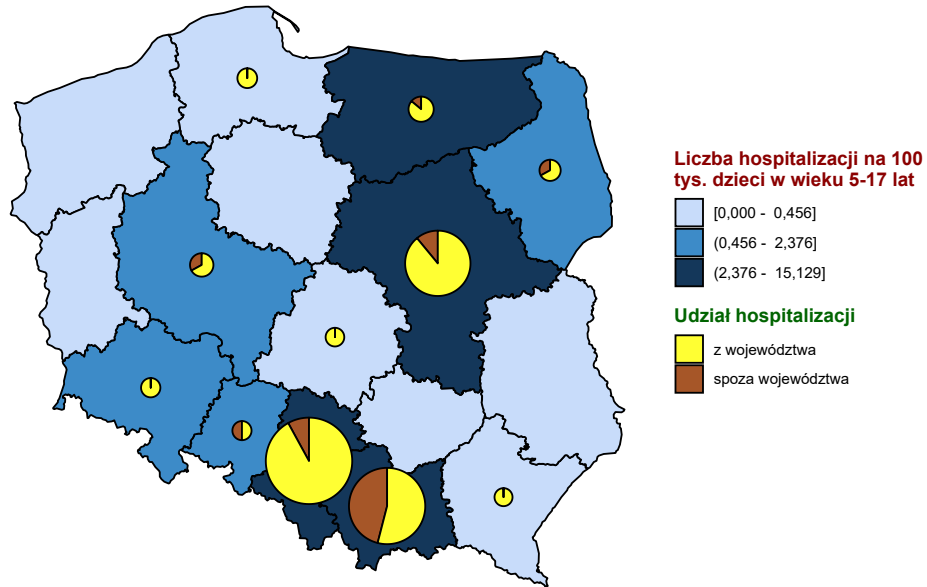 Liczba hospitalizacji na 100
tys. dzieci w wieku 5-17 lat
[0,000 - 0,456]
(0,456 - 2,376]
(2,376 - 15,129]
Udział hospitalizacji
z województwa
spoza województwa